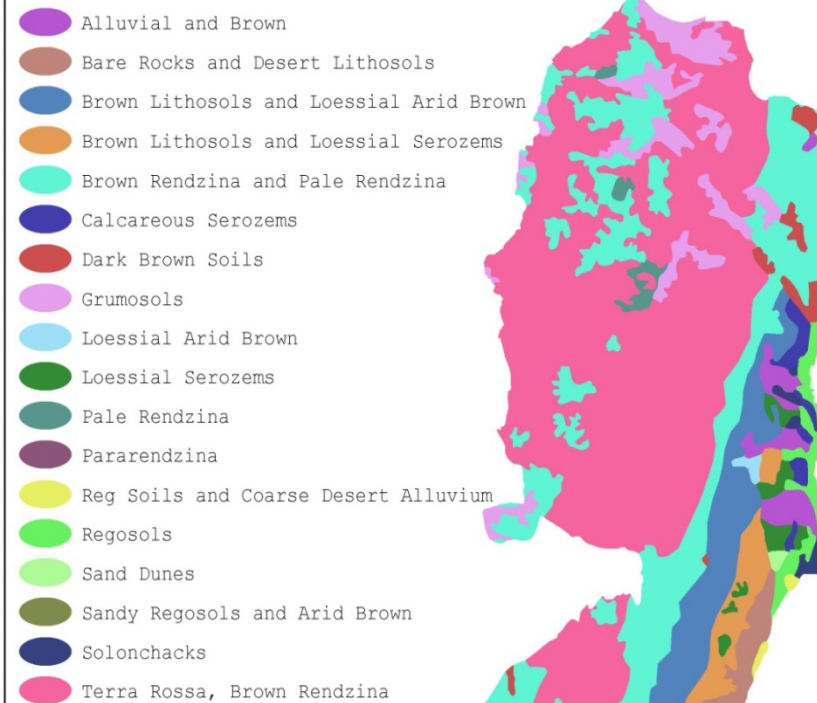 Alluvial and Brown
Bare Rocks and Desert Lithosols
Brown Lithosols and Loessial Arid Brown
Brown Lithosols and Loessial Serozems
Brown Rendzina and Pale Rendzina
Calcareous Serozems
Dark Brown Soils
Grumosols
Loessial Arid Brown
Loessial Serozems
Pale Rendzina
Pararendzina
Reg Soils and Coarse Desert Alluvium
Regosols
Sand Dunes
Sandy Regosols and Arid Brown
Solonchacks
Terra Rossa, Brown Rendzina